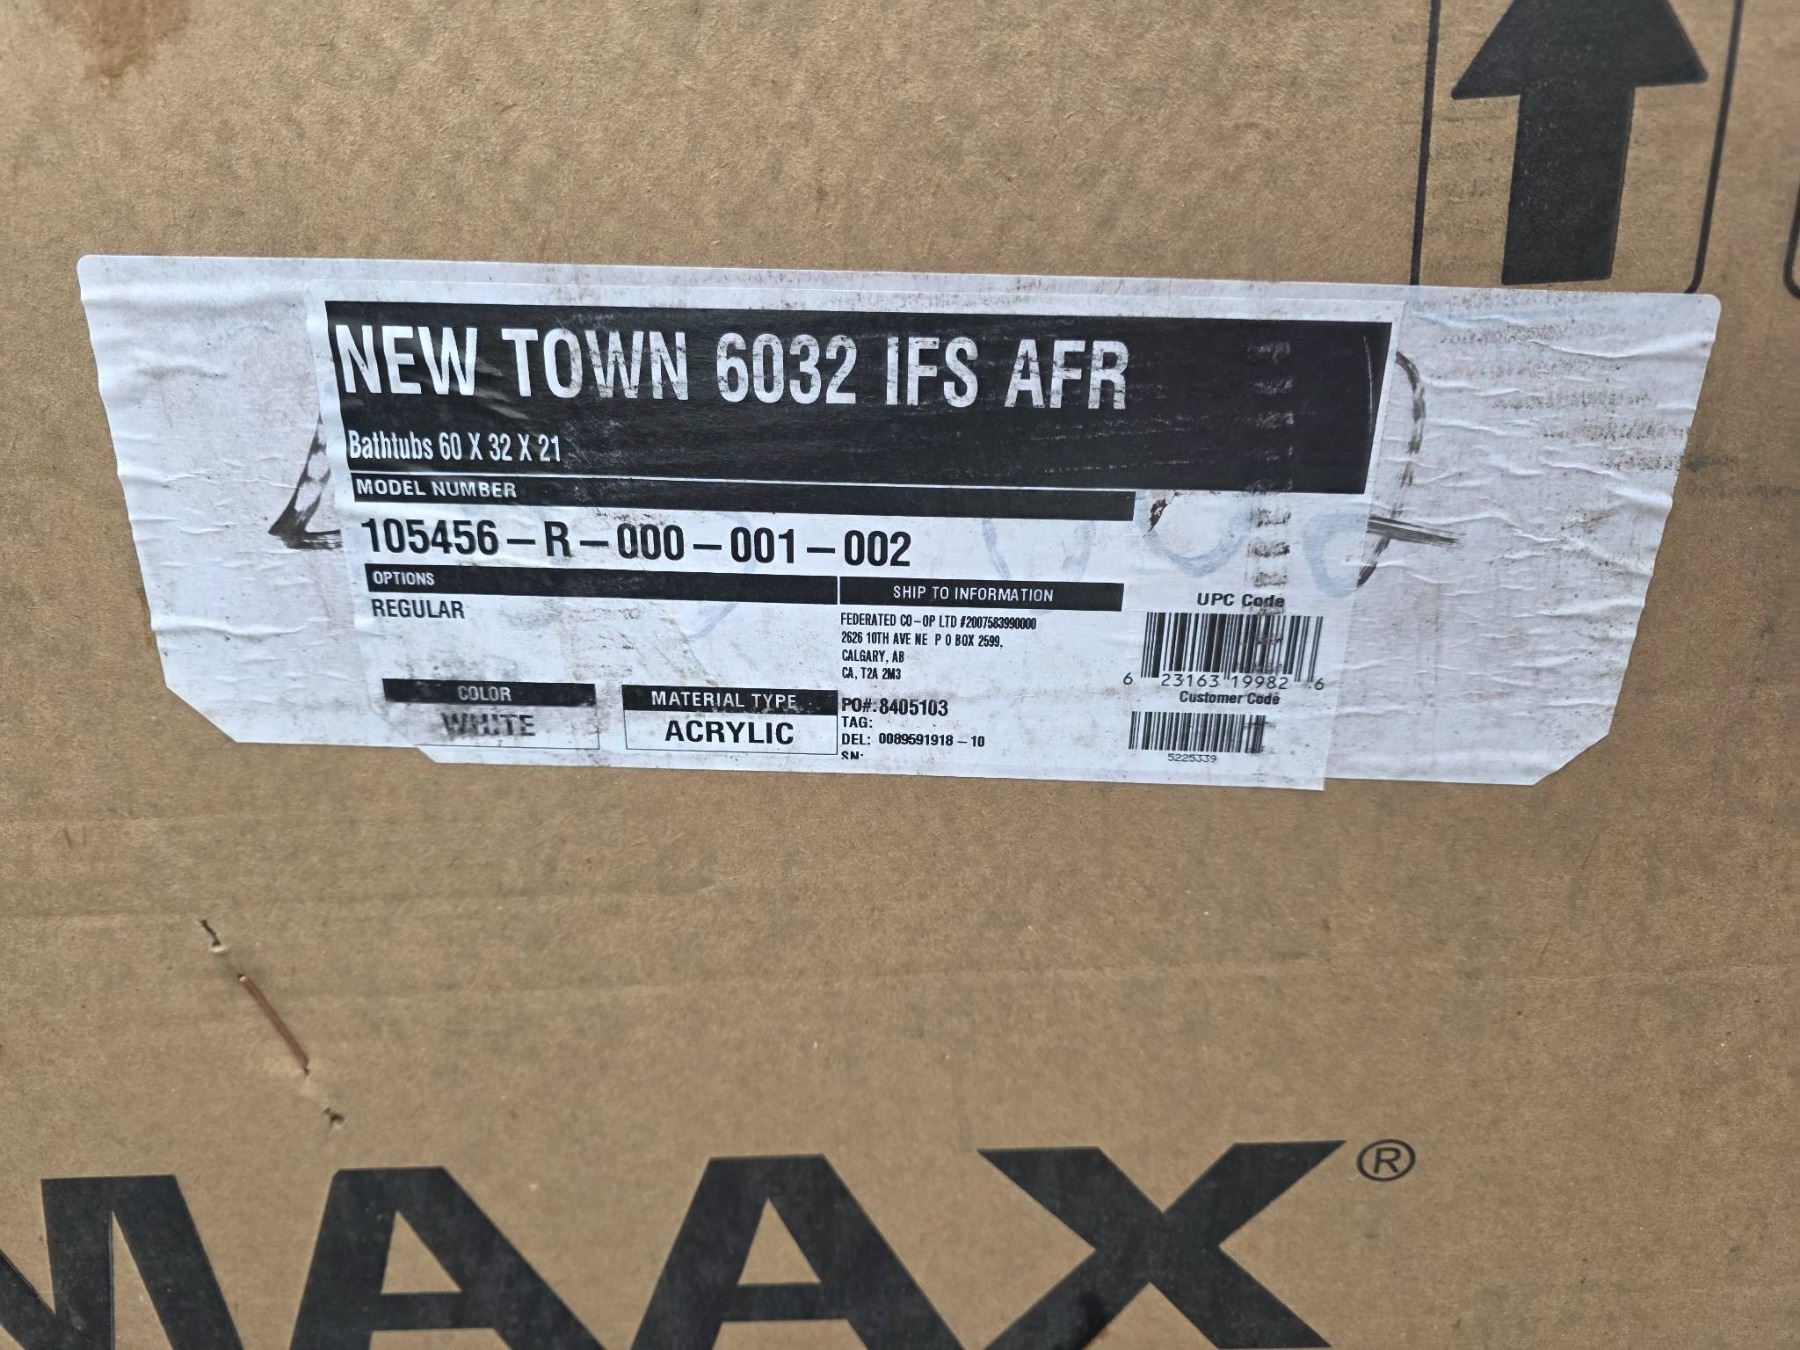 NEW TOWN 6032 IFS AFR
Bathtubs 60 X 32 X 21
MODEL NUMBER
105456-R-000-001-002
OPTIONS
REGULAR
SHIP TO INFORMATION
FEDERATED CO-OP LTD #2007583990000
2626 10TH AVE NE P O BOX 2599,
CALGARY, AB
CA, T2A 2M3
UPC Code
6 23163 19982 6
Customer Code
5225339
COLOR
WHITE
MATERIAL TYPE
ACRYLIC
PO#: 8405103
TAG:
DEL: 0089591918-10
SN:
MAAX®